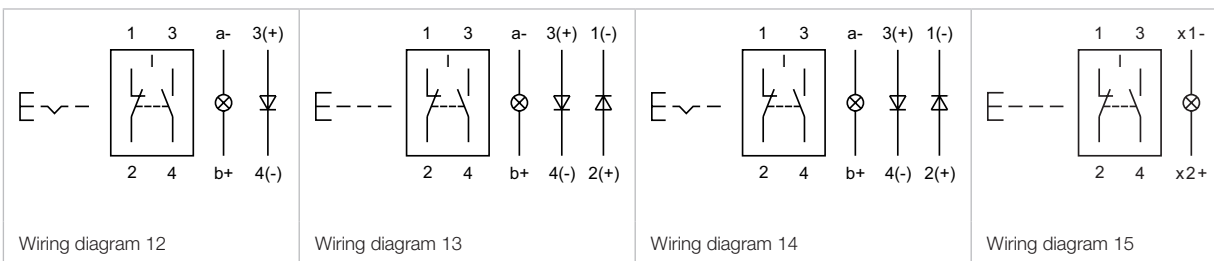 1 3 a- 3(+)
2 4 b+ 4(-)
Wiring diagram 12
1 3 a- 3(+) 1(-)
2 4 b+ 4(-) 2(+)
Wiring diagram 13
1 3 a- 3(+) 1(-)
2 4 b+ 4(-) 2(+)
Wiring diagram 14
1 3 x1-
2 4 x2+
Wiring diagram 15